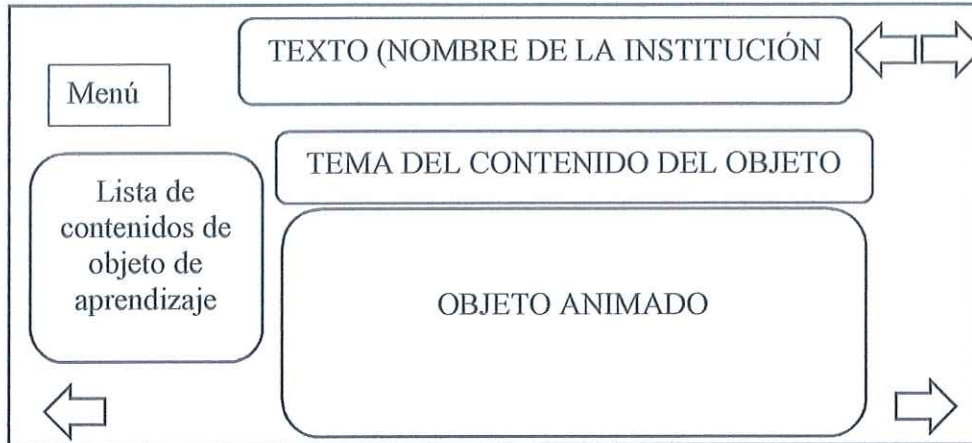 TEXTO (NOMBRE DE LA INSTITUCIÓN
Menú
TEMA DEL CONTENIDO DEL OBJETO
Lista de
contenidos de
objeto de
aprendizaje
OBJETO ANIMADO